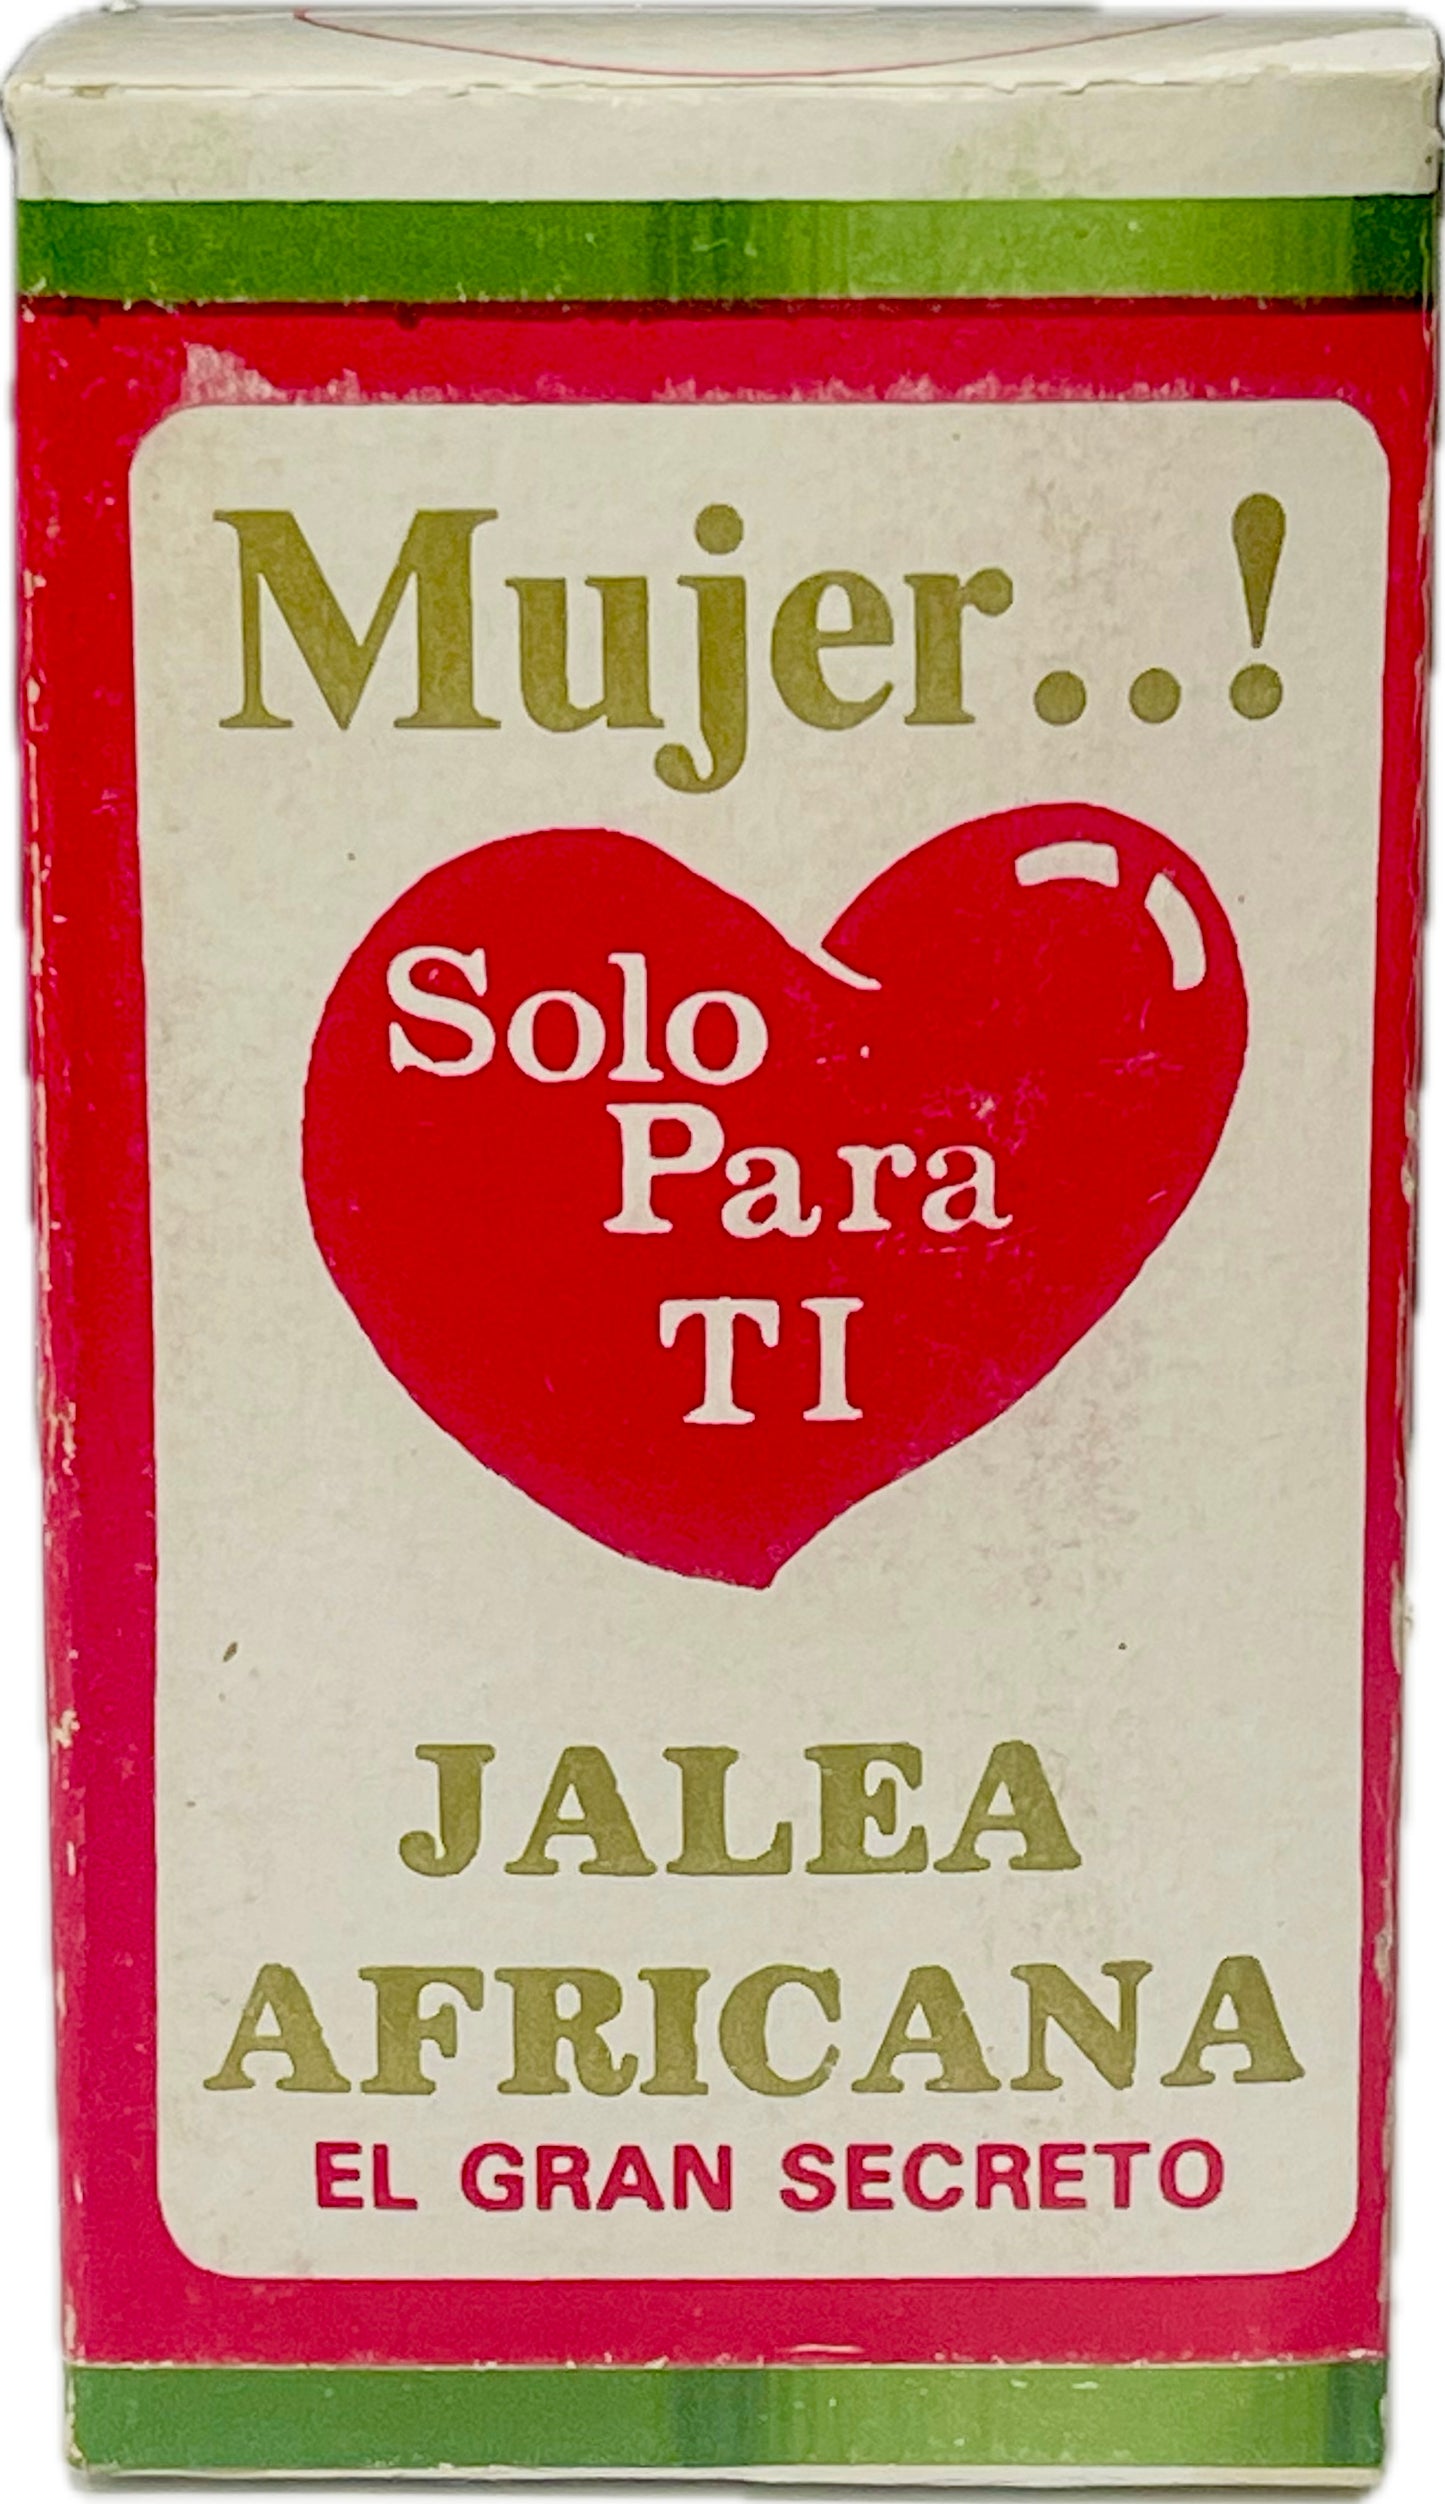 Mujer..!
Solo
Para
TI
JALEA
AFRICANA
EL GRAN SECRETO